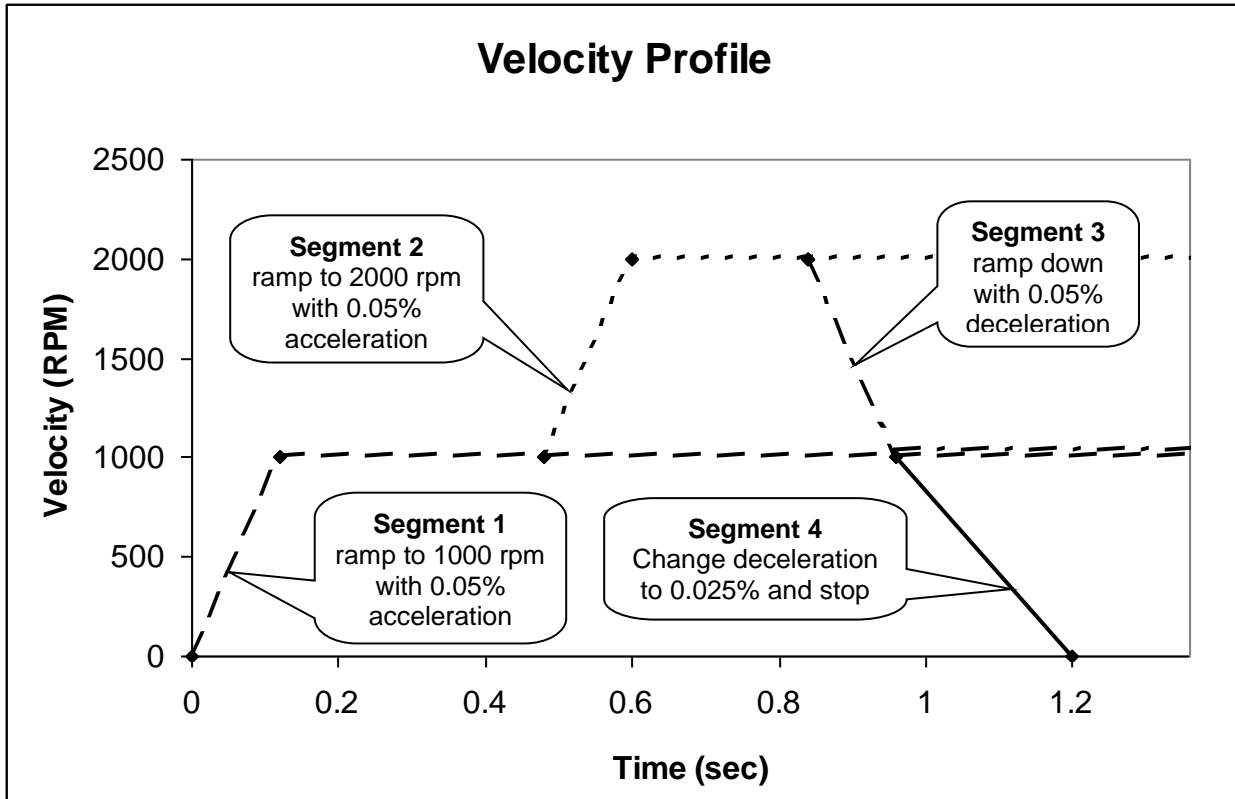 Velocity Profile
Velocity (RPM)
2500
2000
1500
1000
500
0
Segment 2
ramp to 2000 rpm
with 0.05%
acceleration
Segment 3
ramp down
with 0.05%
deceleration
Segment 1
ramp to 1000 rpm
with 0.05%
acceleration
Segment 4
Change deceleration
to 0.025% and stop
0
0.2
0.4
0.6
0.8
1
1.2
Time (sec)